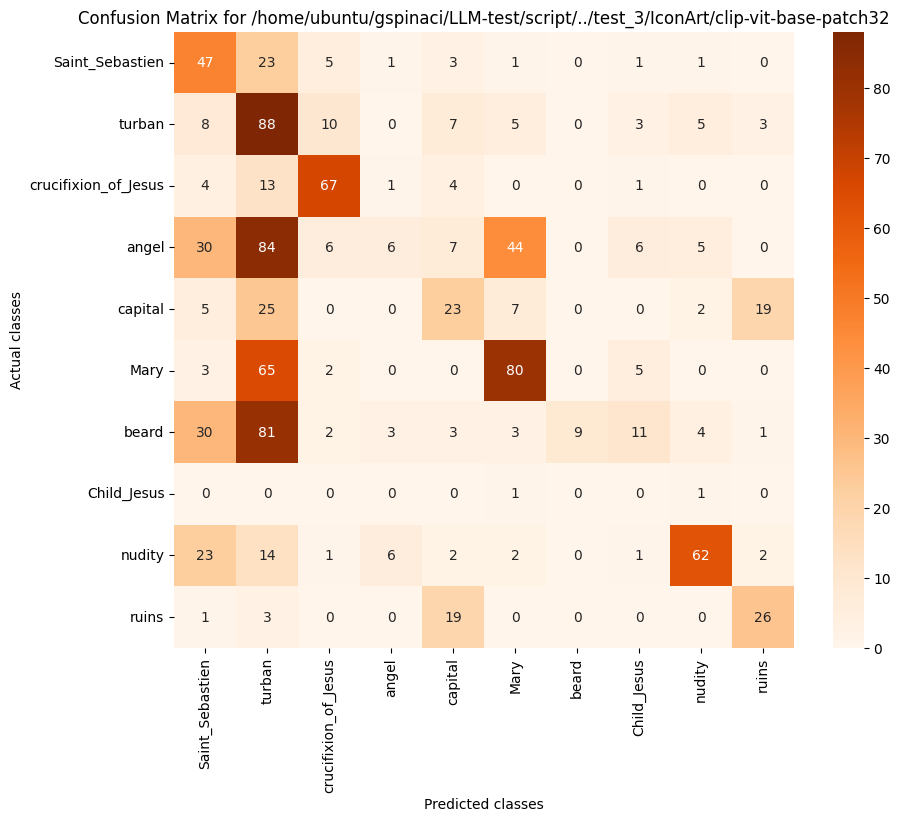 Confusion Matrix for /home/ubuntu/gspinaci/LLM-test/script/../test_3/IconArt/clip-vit-base-patch32
Saint_Sebastien 47 23 5 1 3 1 0 1 1 0
turban 8 88 10 0 7 5 0 3 5 3
crucifixion_of_Jesus 4 13 67 1 4 0 0 1 0 0
angel 30 84 6 6 7 44 0 6 5 0
capital 5 25 0 0 23 7 0 0 2 19
Mary 3 65 2 0 0 80 0 5 0 0
beard 30 81 2 3 3 3 9 11 4 1
Child_Jesus 0 0 0 0 0 1 0 0 1 0
nudity 23 14 1 6 2 2 0 1 62 2
ruins 1 3 0 0 19 0 0 0 0 26
Saint_Sebastien turban crucifixion_of_Jesus angel capital Mary beard Child_Jesus nudity ruins
Predicted classes
Actual classes
80
70
60
50
40
30
20
10
0